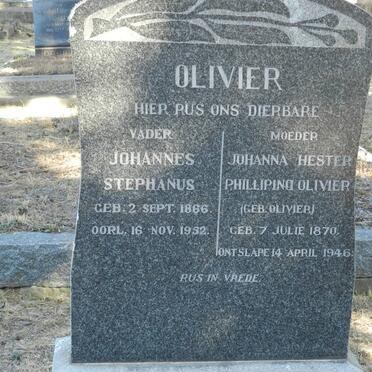 OLIVIER
HIER RUS ONS DIERBARE
VADER
JOHANNES
STEPHANUS
GEB. 2 SEPT. 1866.
OORL. 16 NOV. 1952.
MOEDER
JOHANNA HESTER
PHILLIPINA OLIVIER
(GEB. OLIVIER)
GEB. 7 JULIE 1870.
ONTSLAPE 14 APRIL 1946.
RUS IN VREDE.